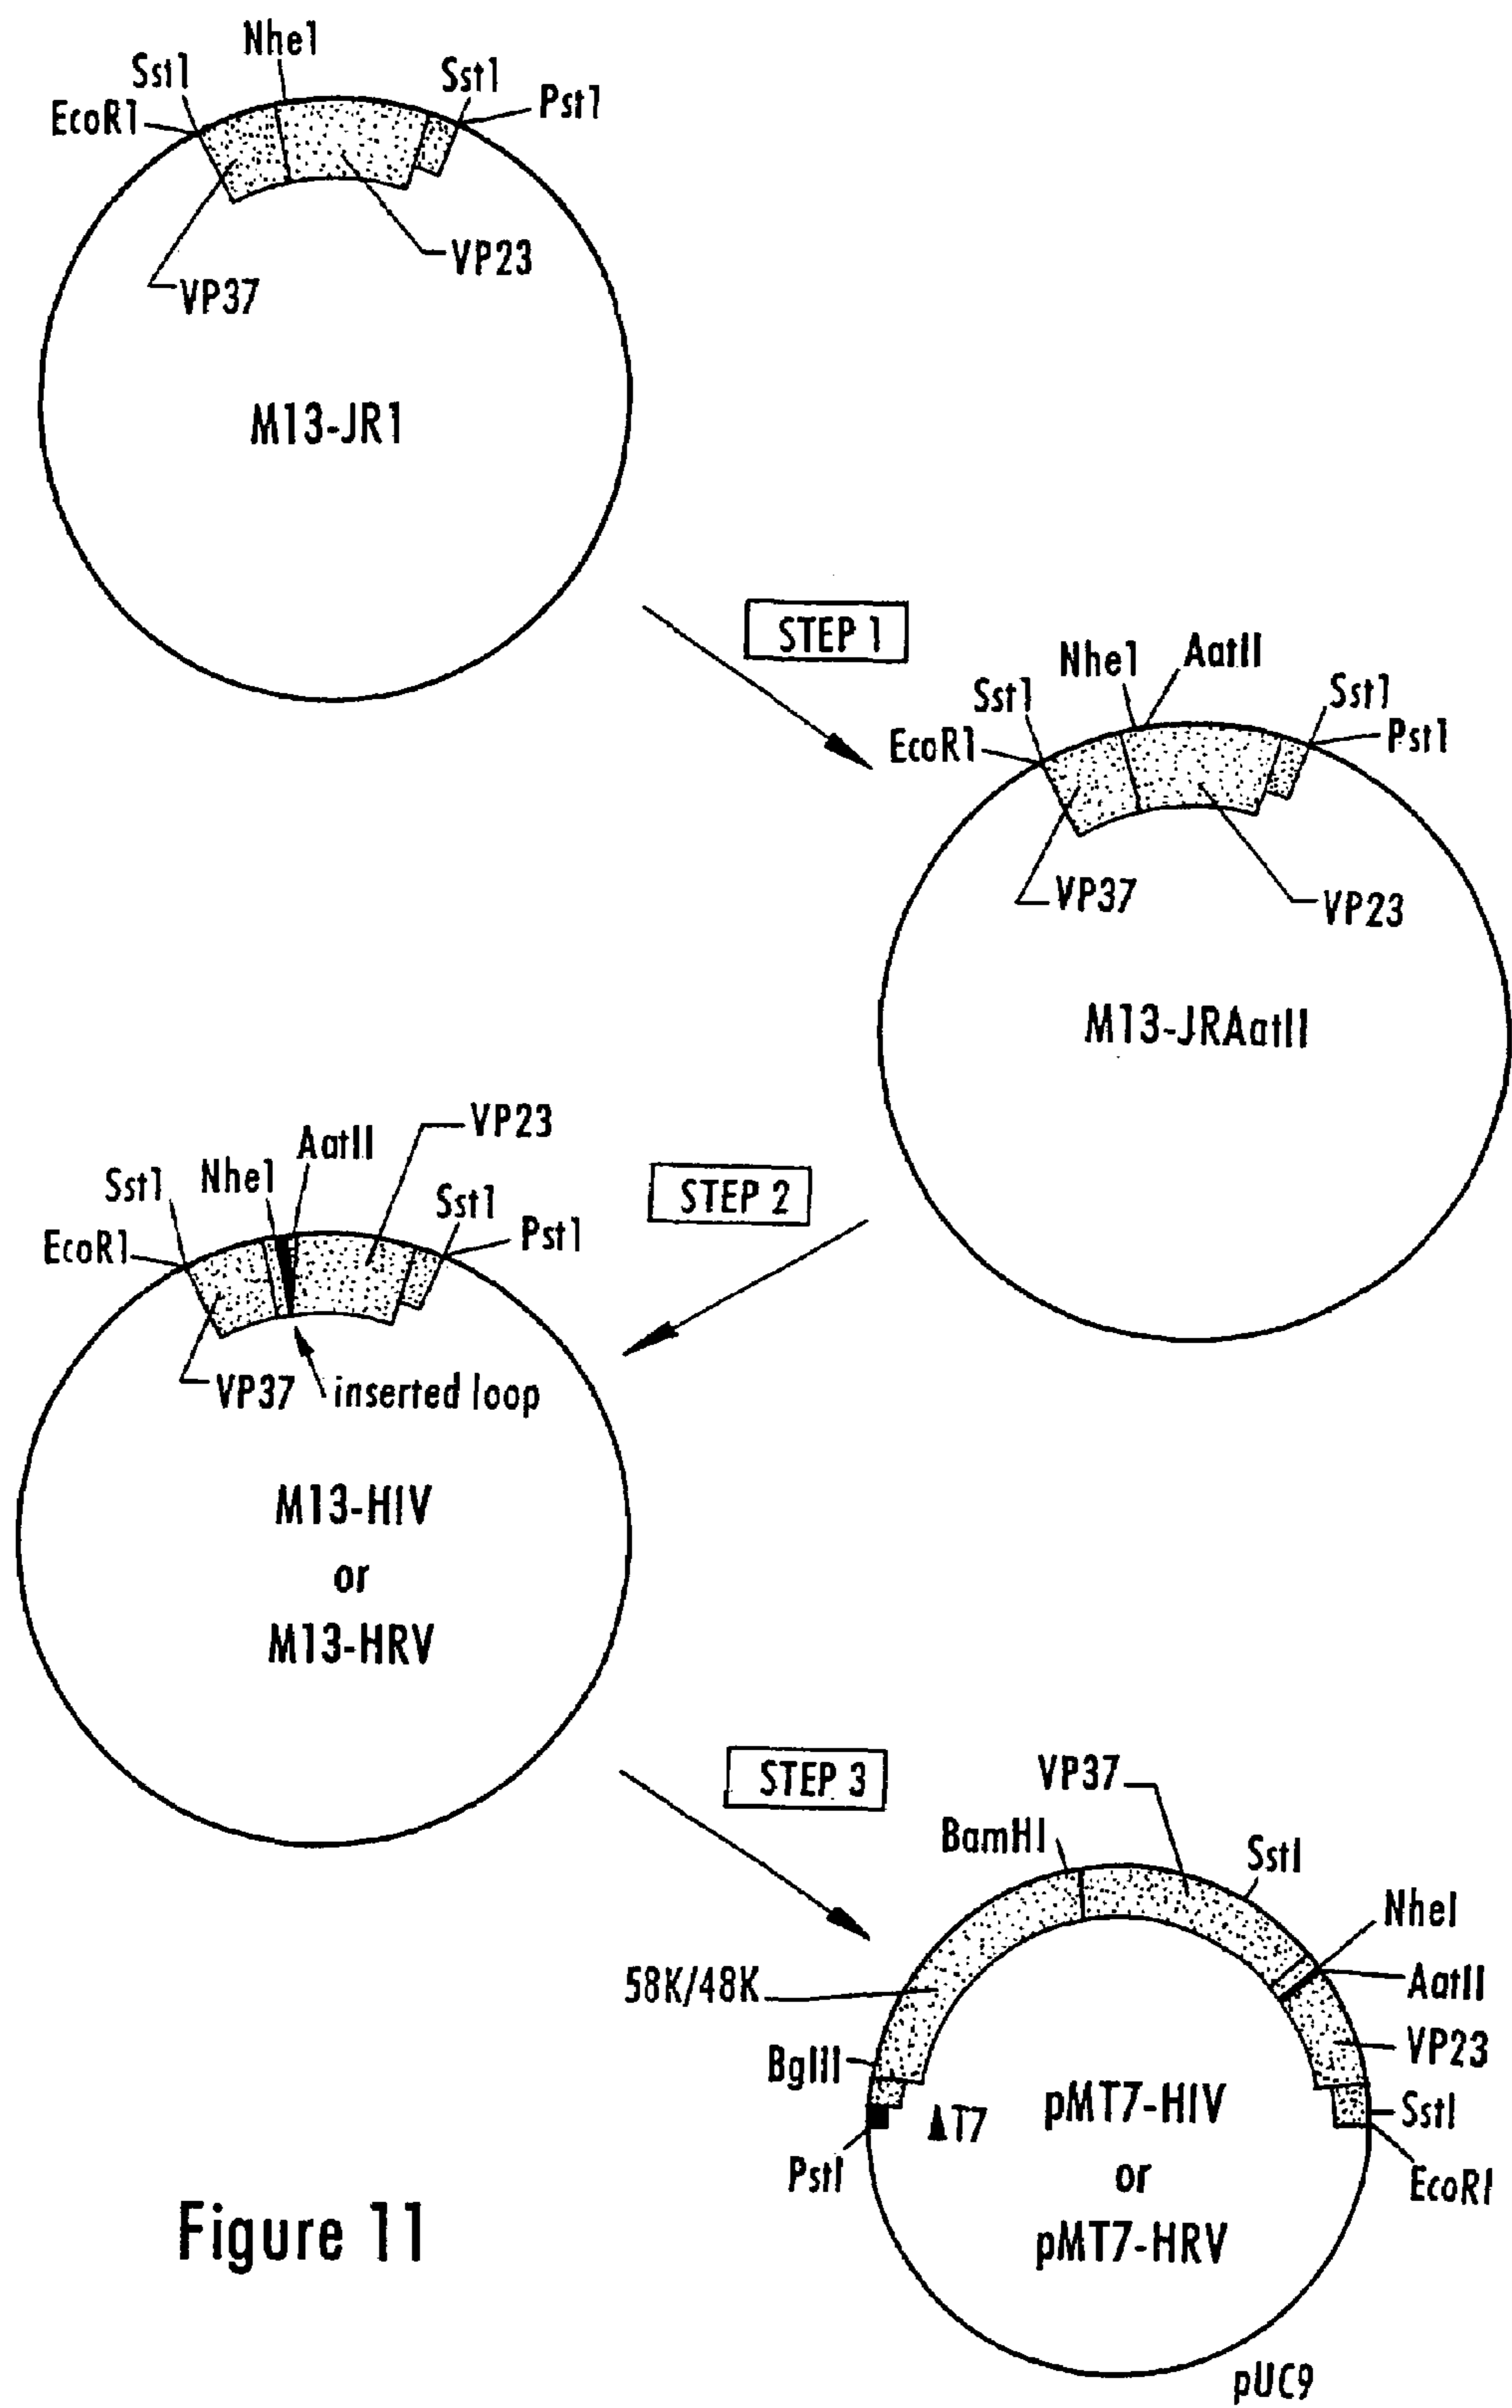 Nhe1
Sst1
Sst1
EcoR1
Pst1
VP23
VP37
M13-JR1
STEP 1
Nhe1
AatII
Sst1
Sst1
EcoR1
Pst1
VP37
VP23
M13-JRAatII
VP23
AatII
Nhe1
Sst1
Sst1
EcoR1
Pst1
STEP 2
VP37
inserted loop
M13-HIV
or
M13-HRV
STEP 3
VP37
BamHI
SstI
NheI
AatII
58K/48K
VP23
BglII
SstI
T7
PstI
EcoRI
pMT7-HIV
or
pMT7-HRV
pUC9
Figure 11